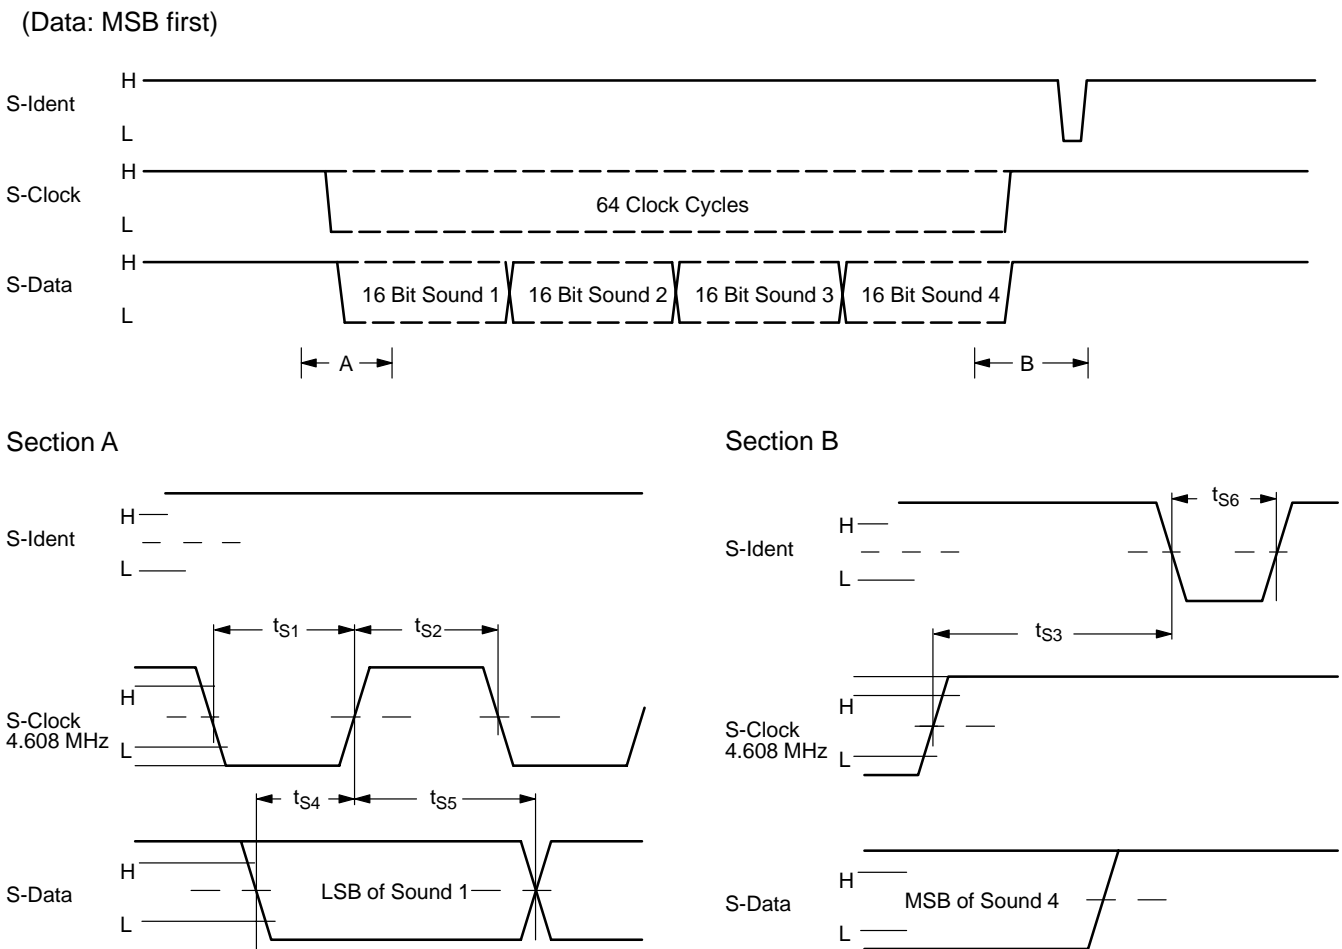 (Data: MSB first)
H
S-Ident
L
H
S-Clock
64 Clock Cycles
L
H
S-Data
16 Bit Sound 1
16 Bit Sound 2
16 Bit Sound 3
16 Bit Sound 4
L
A
B
Section A
H
S-Ident
L
tS1
tS2
H
S-Clock
4.608 MHz
L
tS4
tS5
H
S-Data
LSB of Sound 1
L
Section B
tS6
H
S-Ident
L
tS3
H
S-Clock
4.608 MHz
L
H
S-Data
MSB of Sound 4
L